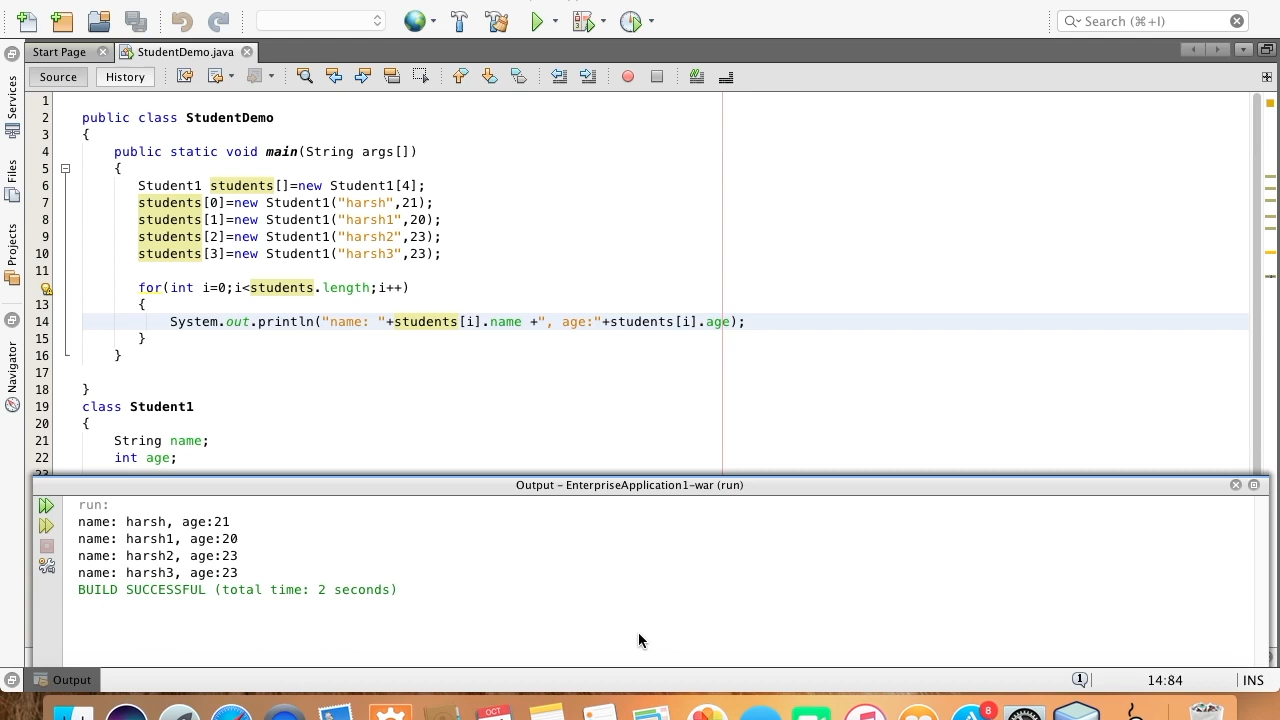 Search (⌘+I)
Start Page
StudentDemo.java
Source
History
Services
Files
Projects
Navigator
1
2 public class StudentDemo
3 {
4 public static void main(String args[])
5 {
6 Student1 students[]=new Student1[4];
7 students[0]=new Student1("harsh",21);
8 students[1]=new Student1("harsh1",20);
9 students[2]=new Student1("harsh2",23);
10 students[3]=new Student1("harsh3",23);
11
for(int i=0;i<students.length;i++)
13 {
14 System.out.println("name: "+students[i].name +", age:"+students[i].age);
15 }
16 }
17
18 }
19 class Student1
20 {
21 String name;
22 int age;
23
Output – EnterpriseApplication1-war (run)
run:
name: harsh, age:21
name: harsh1, age:20
name: harsh2, age:23
name: harsh3, age:23
BUILD SUCCESSFUL (total time: 2 seconds)
Output
1
14:84
INS
OCT
8